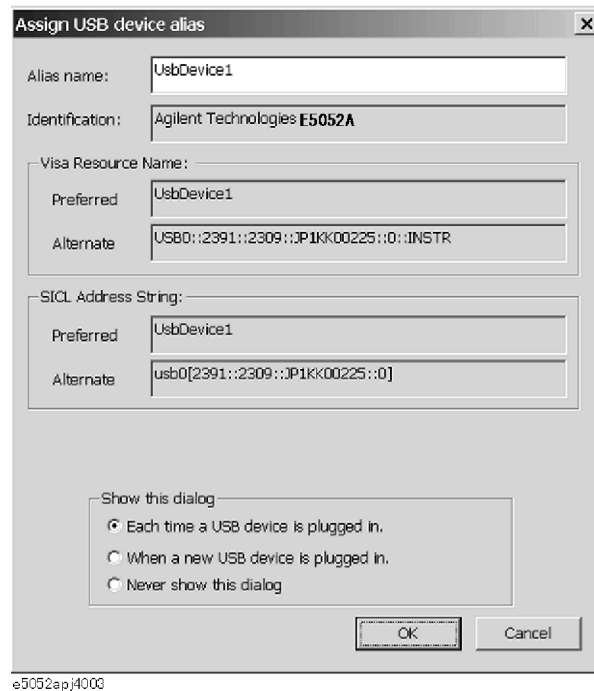 Assign USB device alias
Alias name: UsbDevice1
Identification: Agilent Technologies E5052A
Visa Resource Name:
Preferred UsbDevice1
Alternate USB0::2391::2309::JP1KK00225::0::INSTR
SICL Address String:
Preferred UsbDevice1
Alternate usb0[2391::2309::JP1KK00225::0]
Show this dialog
Each time a USB device is plugged in.
When a new USB device is plugged in.
Never show this dialog
OK Cancel
e5052apj4003